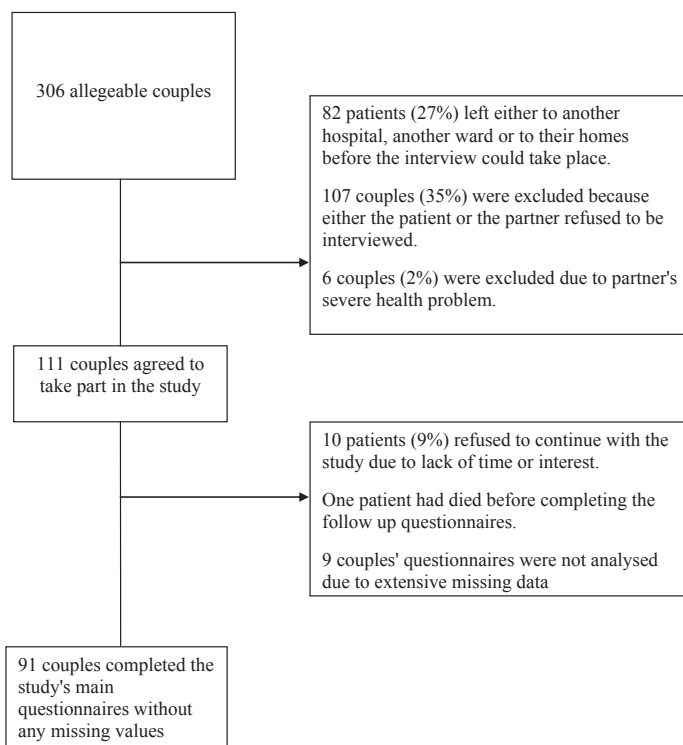 306 allegeable couples
82 patients (27%) left either to another
hospital, another ward or to their homes
before the interview could take place.
107 couples (35%) were excluded because
either the patient or the partner refused to be
interviewed.
6 couples (2%) were excluded due to partner's
severe health problem.
111 couples agreed to
take part in the study
10 patients (9%) refused to continue with the
study due to lack of time or interest.
One patient had died before completing the
follow up questionnaires.
9 couples' questionnaires were not analysed
due to extensive missing data
91 couples completed the
study's main
questionnaires without
any missing values